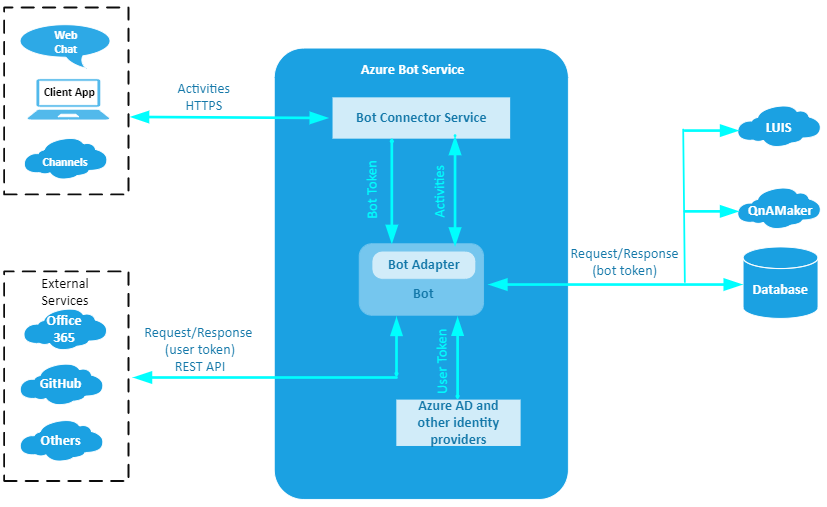 Web
Chat
Client App
Channels
Activities
HTTPS
Azure Bot Service
Bot Connector Service
Bot Token
Activities
Bot Adapter
Bot
User Token
Azure AD and
other identity
providers
External
Services
Office
365
GitHub
Others
Request/Response
(user token)
REST API
Request/Response
(bot token)
LUIS
QnAMaker
Database